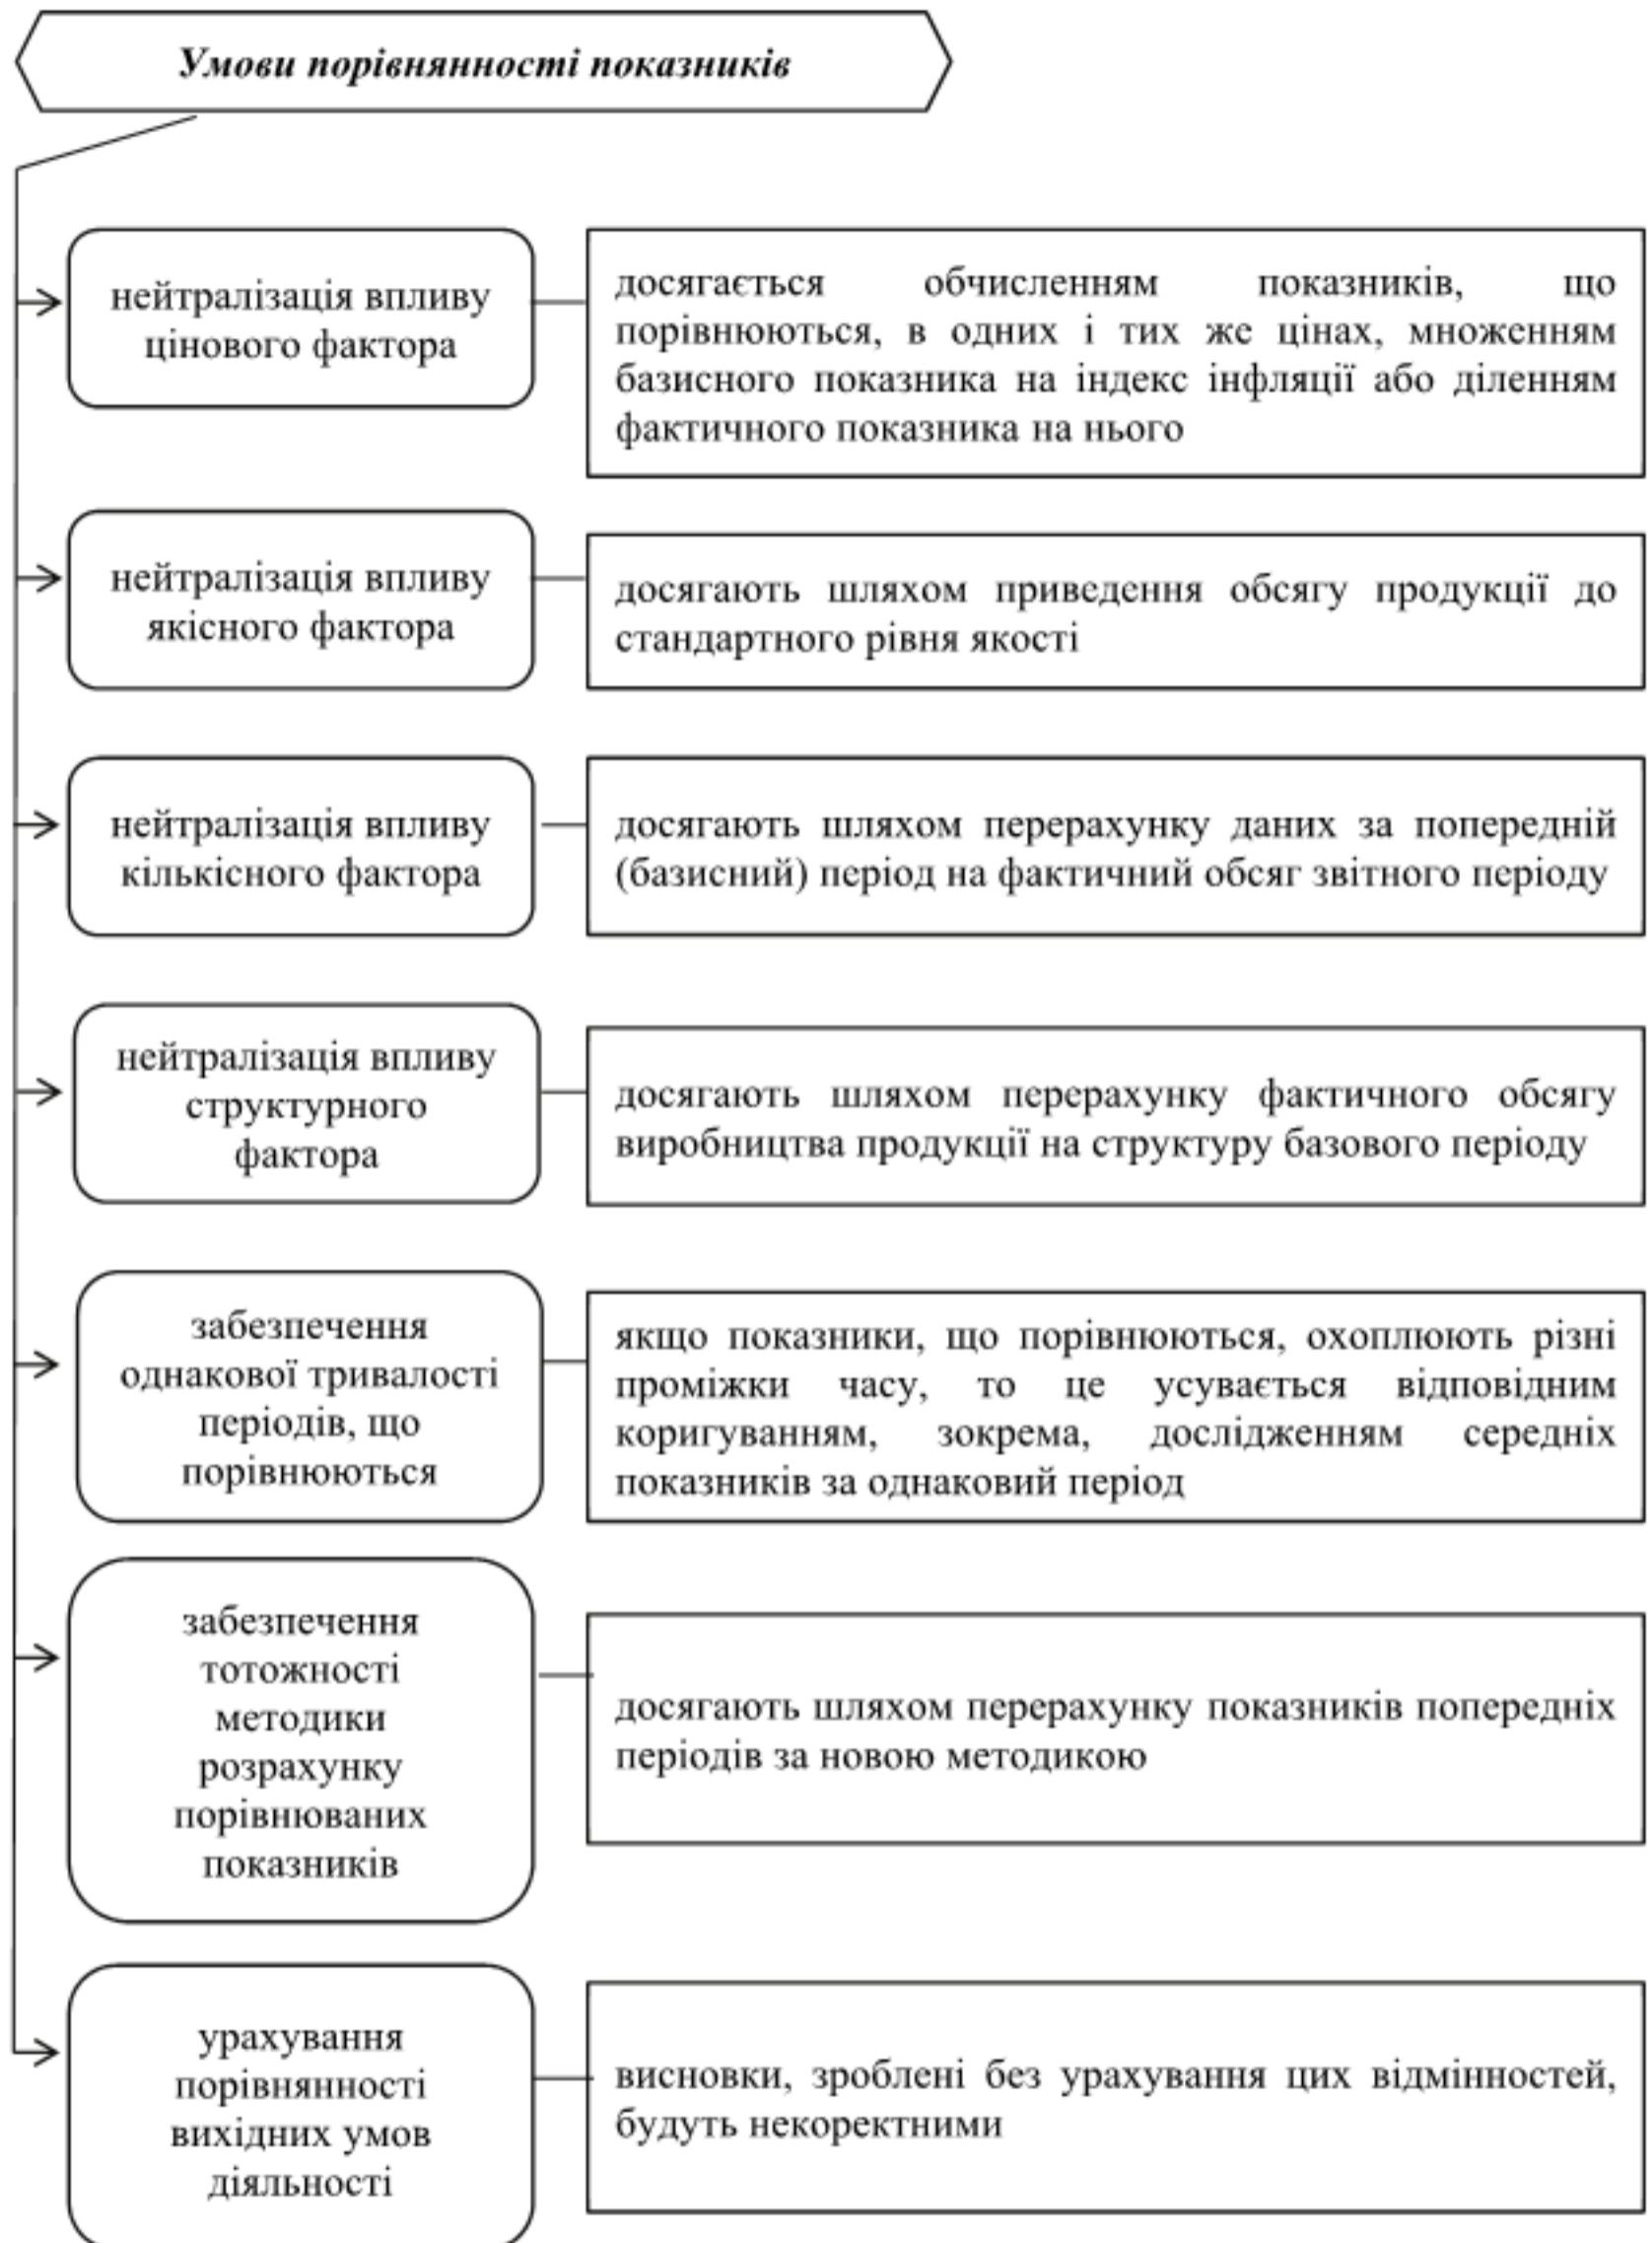 Умови порівнянності показників
нейтралізація впливу
цінового фактора
досягається обчисленням показників, що
порівнюються, в одних і тих же цінах, множенням
базисного показника на індекс інфляції або діленням
фактичного показника на нього
нейтралізація впливу
якісного фактора
досягають шляхом приведення обсягу продукції до
стандартного рівня якості
нейтралізація впливу
кількісного фактора
досягають шляхом перерахунку даних за попередній
(базисний) період на фактичний обсяг звітного періоду
нейтралізація впливу
структурного
фактора
досягають шляхом перерахунку фактичного обсягу
виробництва продукції на структуру базового періоду
забезпечення
однакової тривалості
періодів, що
порівнюються
якщо показники, що порівнюються, охоплюють різні
проміжки часу, то це усувається відповідним
коригуванням, зокрема, дослідженням середніх
показників за однаковий період
забезпечення
тотожності
методики
розрахунку
порівнюваних
показників
досягають шляхом перерахунку показників попередніх
періодів за новою методикою
урахування
порівнянності
вихідних умов
діяльності
висновки, зроблені без урахування цих відмінностей,
будуть некоректними